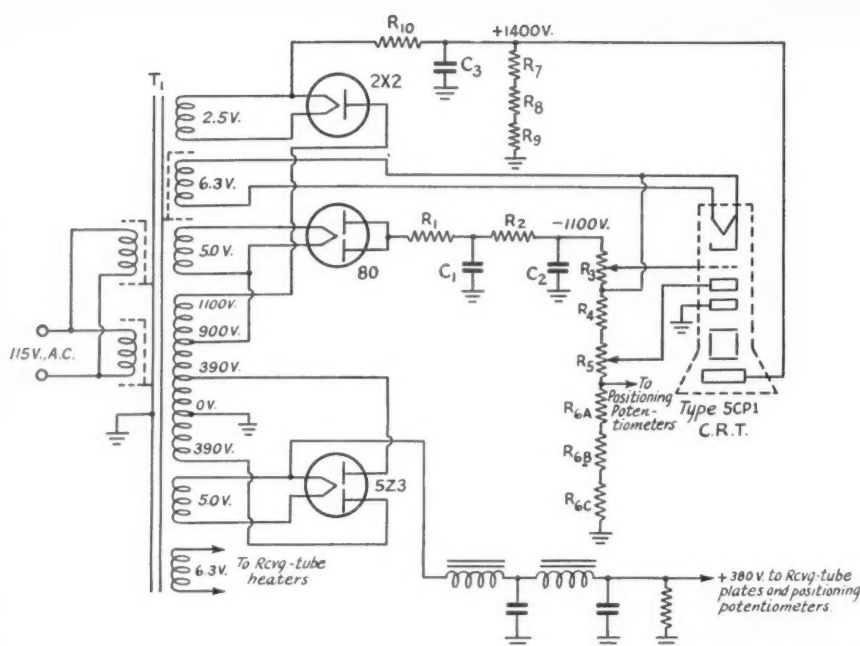 R10
+1400V.
2X2
C3
R7
R8
R9
T1
2.5V.
6.3V.
5.0V.
80
R1
R2
-1100V.
C1
C2
R3
R4
R5
1100V.
900V.
390V.
0V.
390V.
115V., A.C.
To
Positioning
Poten-
tiometers
Type 5CP1
C.R.T.
R6A
R6B
R6C
5Z3
5.0V.
6.3V.
To Rcvg-tube
heaters
+380V. to Rcvg-tube
plates and positioning
potentiometers